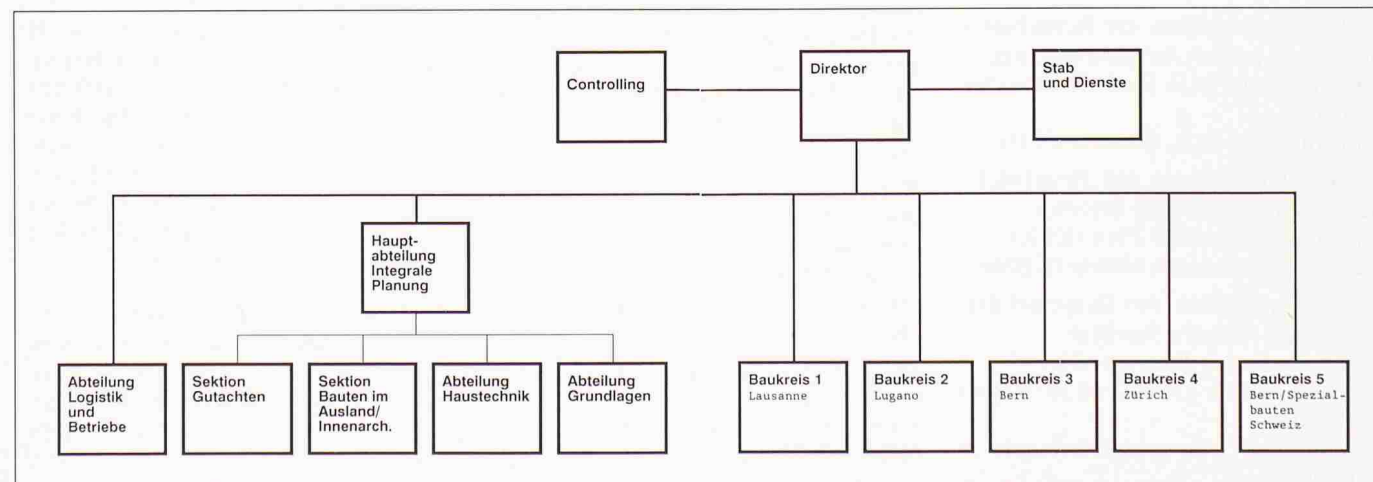 Controlling
Direktor
Stab
und Dienste
Haupt-
abteilung
Integrale
Planung
Abteilung
Logistik
und
Betriebe
Sektion
Gutachten
Sektion
Bauten im
Ausland/
Innenarch.
Abteilung
Haustechnik
Abteilung
Grundlagen
Baukreis 1
Lausanne
Baukreis 2
Lugano
Baukreis 3
Bern
Baukreis 4
Zürich
Baukreis 5
Bern/Spezial-
bauten
Schweiz